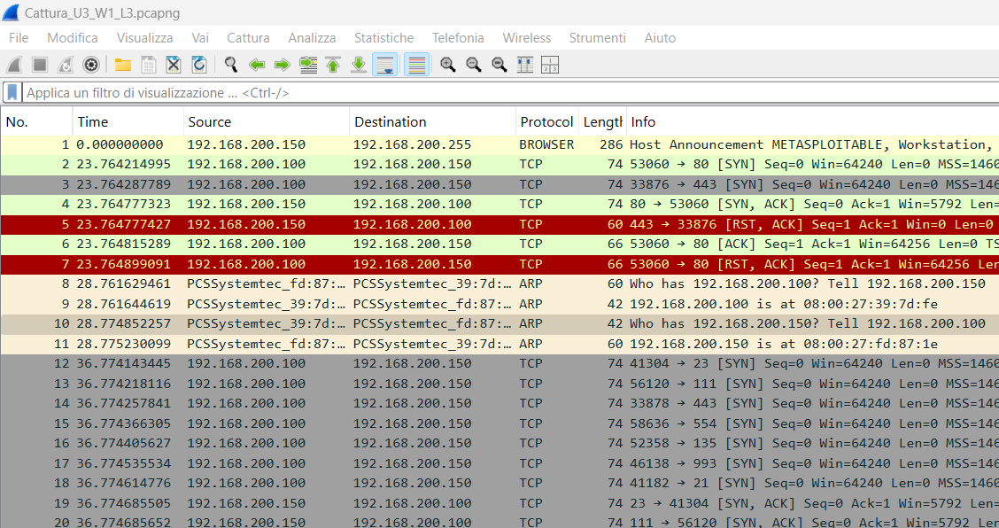 Cattura_U3_W1_L3.pcapng
File Modifica Visualizza Vai Cattura Analizza Statistiche Telefonia Wireless Strumenti Aiuto
Applica un filtro di visualizzazione ... <Ctrl-/>
No. Time Source Destination Protocol Length Info
1 0.000000000 192.168.200.150 192.168.200.255 BROWSER 286 Host Announcement METASPLOITABLE, Workstation,
2 23.764214995 192.168.200.100 192.168.200.150 TCP 74 53060 → 80 [SYN] Seq=0 Win=64240 Len=0 MSS=1460
3 23.764287789 192.168.200.100 192.168.200.150 TCP 74 33876 → 443 [SYN] Seq=0 Win=64240 Len=0 MSS=146
4 23.764777323 192.168.200.150 192.168.200.100 TCP 74 80 → 53060 [SYN, ACK] Seq=0 Ack=1 Win=5792 Len=
5 23.764777427 192.168.200.150 192.168.200.100 TCP 60 443 → 33876 [RST, ACK] Seq=1 Ack=1 Win=0 Len=0
6 23.764815289 192.168.200.100 192.168.200.150 TCP 66 53060 → 80 [ACK] Seq=1 Ack=1 Win=64256 Len=0 TS
7 23.764899091 192.168.200.100 192.168.200.150 TCP 66 53060 → 80 [RST, ACK] Seq=1 Ack=1 Win=64256 Len
8 28.761629461 PCSSystemtec_fd:87:… PCSSystemtec_39:7d:… ARP 60 Who has 192.168.200.100? Tell 192.168.200.150
9 28.761644619 PCSSystemtec_39:7d:… PCSSystemtec_fd:87:… ARP 42 192.168.200.100 is at 08:00:27:39:7d:fe
10 28.774852257 PCSSystemtec_39:7d:… PCSSystemtec_fd:87:… ARP 42 Who has 192.168.200.150? Tell 192.168.200.100
11 28.775230099 PCSSystemtec_fd:87:… PCSSystemtec_39:7d:… ARP 60 192.168.200.150 is at 08:00:27:fd:87:1e
12 36.774143445 192.168.200.100 192.168.200.150 TCP 74 41304 → 23 [SYN] Seq=0 Win=64240 Len=0 MSS=1460
13 36.774218116 192.168.200.100 192.168.200.150 TCP 74 56120 → 111 [SYN] Seq=0 Win=64240 Len=0 MSS=146
14 36.774257841 192.168.200.100 192.168.200.150 TCP 74 33878 → 443 [SYN] Seq=0 Win=64240 Len=0 MSS=146
15 36.774366305 192.168.200.100 192.168.200.150 TCP 74 58636 → 554 [SYN] Seq=0 Win=64240 Len=0 MSS=146
16 36.774405627 192.168.200.100 192.168.200.150 TCP 74 52358 → 135 [SYN] Seq=0 Win=64240 Len=0 MSS=146
17 36.774535534 192.168.200.100 192.168.200.150 TCP 74 46138 → 993 [SYN] Seq=0 Win=64240 Len=0 MSS=146
18 36.774614776 192.168.200.100 192.168.200.150 TCP 74 41182 → 21 [SYN] Seq=0 Win=64240 Len=0 MSS=1460
19 36.774685505 192.168.200.150 192.168.200.100 TCP 74 23 → 41304 [SYN, ACK] Seq=0 Ack=1 Win=5792 Len=
20 36.774685652 192.168.200.150 192.168.200.100 TCP 74 111 → 56120 [SYN, ACK] Seq=0 Ack=1 Win=5792 Len